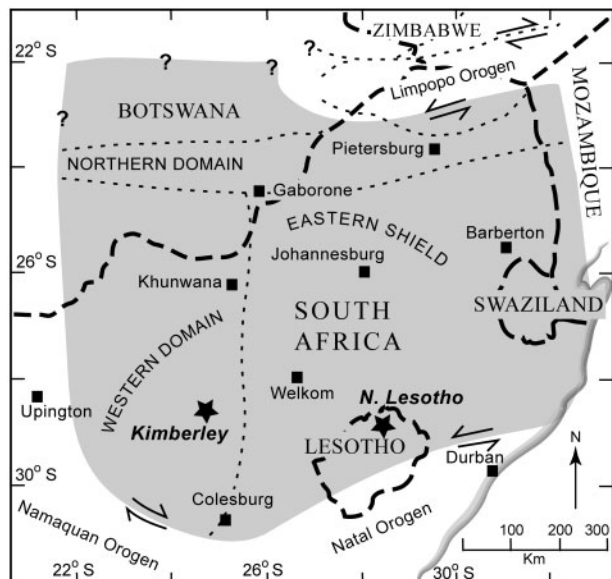 ZIMBABWE
22° S
?
?
?
?
Limpopo Orogen
BOTSWANA
MOZAMBIQUE
Pietersburg
NORTHERN DOMAIN
Gaborone
EASTERN SHIELD
Barberton
26° S
Johannesburg
Khunwana
SOUTH
AFRICA
SWAZILAND
WESTERN DOMAIN
Welkom
Upington
N. Lesotho
Kimberley
LESOTHO
N
Durban
30° S
Colesburg
Natal Orogen
Namaquan Orogen
0 100 200 300
Km
22° S
26° S
30° S